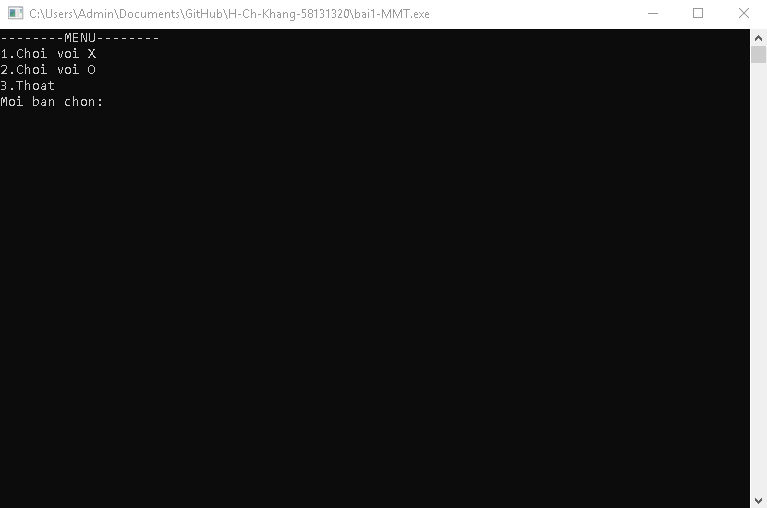 C:\Users\Admin\Documents\GitHub\H-Ch-Khang-58131320\bai1-MMT.exe
--------MENU--------
1.Choi voi X
2.Choi voi O
3.Thoat
Moi ban chon: